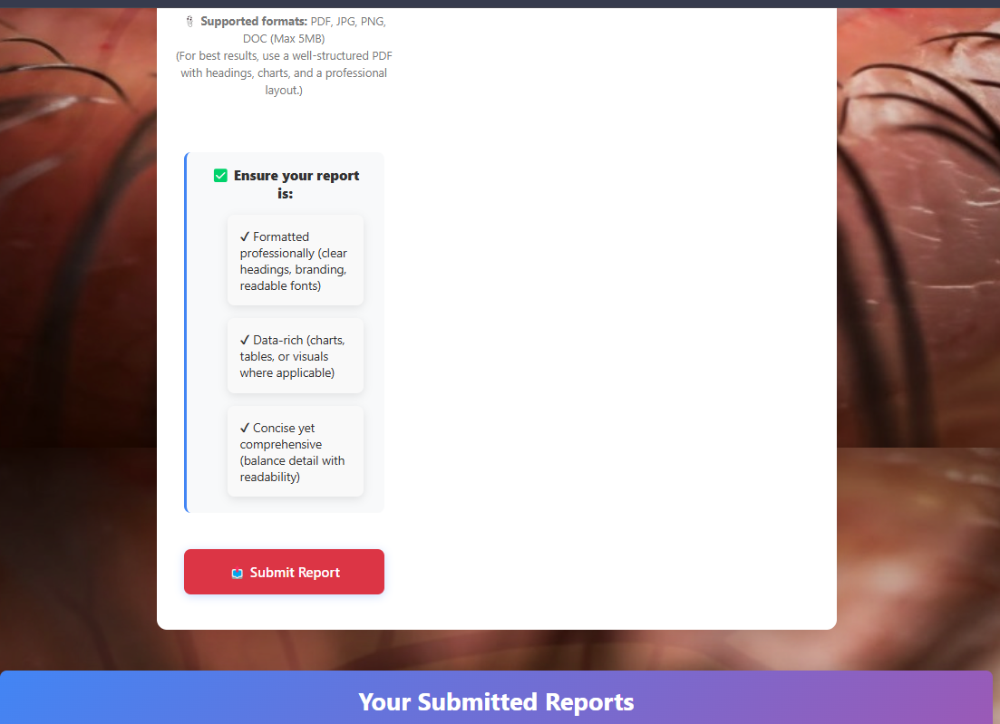 Supported formats: PDF, JPG, PNG,
DOC (Max 5MB)
(For best results, use a well-structured PDF
with headings, charts, and a professional
layout.)
✅ Ensure your report
is:
✔ Formatted
professionally (clear
headings, branding,
readable fonts)
✔ Data-rich (charts,
tables, or visuals
where applicable)
✔ Concise yet
comprehensive
(balance detail with
readability)
Submit Report
Your Submitted Reports